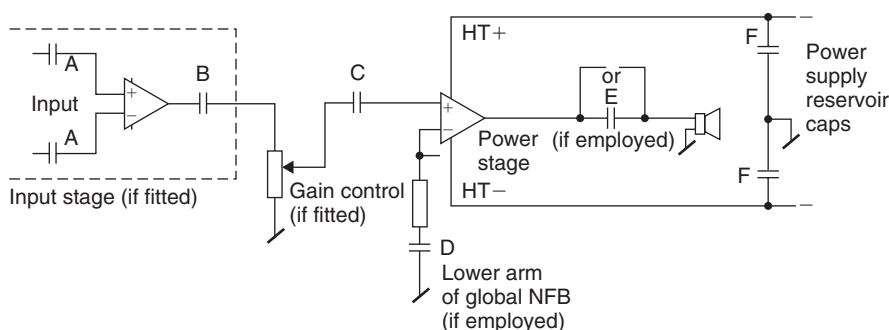 HT+
F
Power
supply
reservoir
caps
A
B
C
or
E
(if employed)
+
−
Input
A
+
−
Power
stage
F
Input stage (if fitted)
Gain control
(if fitted)
HT−
D
Lower arm
of global NFB
(if employed)